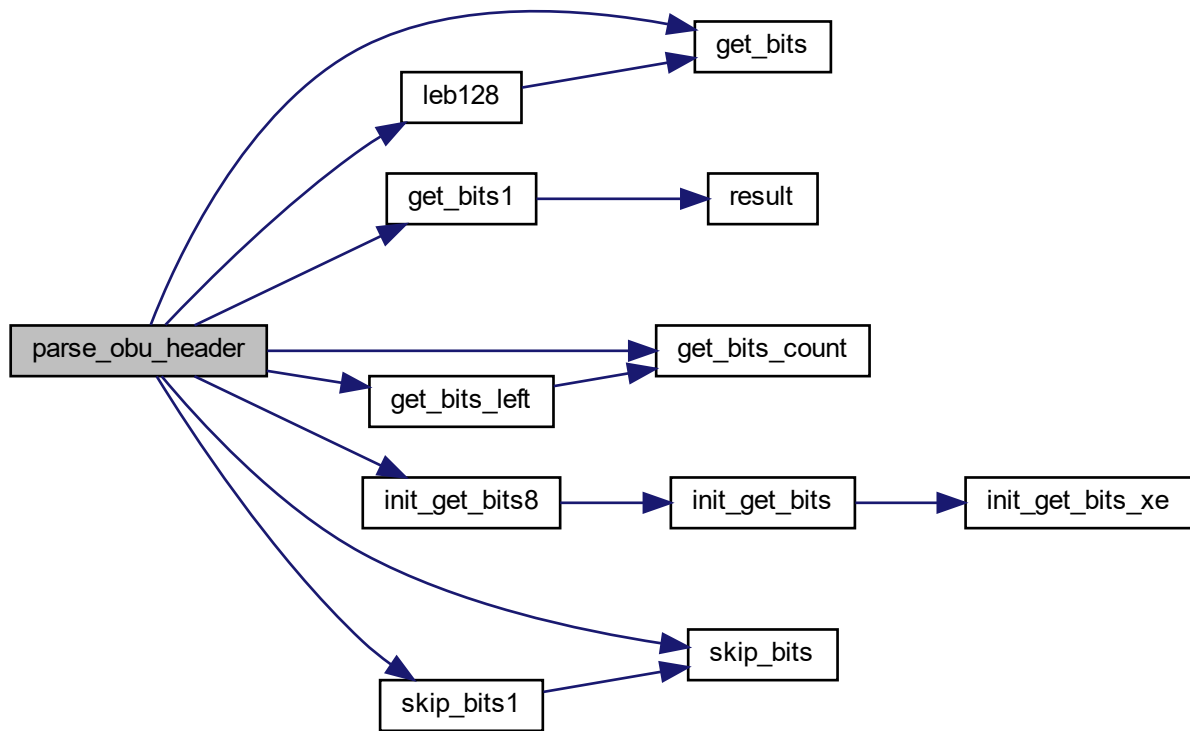 get_bits
leb128
get_bits1
result
parse_obu_header
get_bits_count
get_bits_left
init_get_bits8
init_get_bits
init_get_bits_xe
skip_bits
skip_bits1